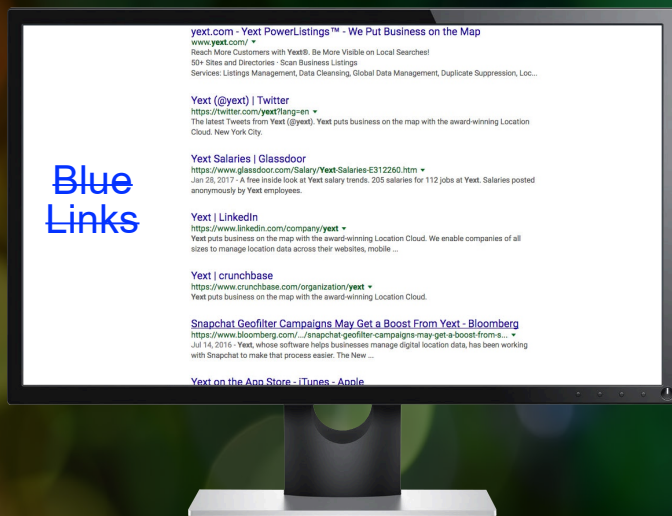 yext.com - Yext PowerListings™ - We Put Business on the Map
www.yext.com/
Reach More Customers with Yext®. Be More Visible on Local Searches!
50+ Sites and Directories · Scan Business Listings
Services: Listings Management, Data Cleansing, Global Data Management, Duplicate Suppression, Loc...
Yext (@yext) | Twitter
https://twitter.com/yext?lang=en
The latest Tweets from Yext (@yext). Yext puts business on the map with the award-winning Location
Cloud. New York City.
Blue
Links
Yext Salaries | Glassdoor
https://www.glassdoor.com/Salary/Yext-Salaries-E312260.htm
Jan 28, 2017 - A free inside look at Yext salary trends. 205 salaries for 112 jobs at Yext. Salaries posted
anonymously by Yext employees.
Yext | LinkedIn
https://www.linkedin.com/company/yext
Yext puts business on the map with the award-winning Location Cloud. We enable companies of all
sizes to manage location data across their websites, mobile ...
Yext | crunchbase
https://www.crunchbase.com/organization/yext
Yext puts business on the map with the award-winning Location Cloud.
Snapchat Geofilter Campaigns May Get a Boost From Yext - Bloomberg
https://www.bloomberg.com/.../snapchat-geofilter-campaigns-may-get-a-boost-from-s...
Jul 14, 2016 - Yext, whose software helps businesses manage digital location data, has been working
with Snapchat to make that process easier. The New ...
Yext on the App Store - iTunes - Apple